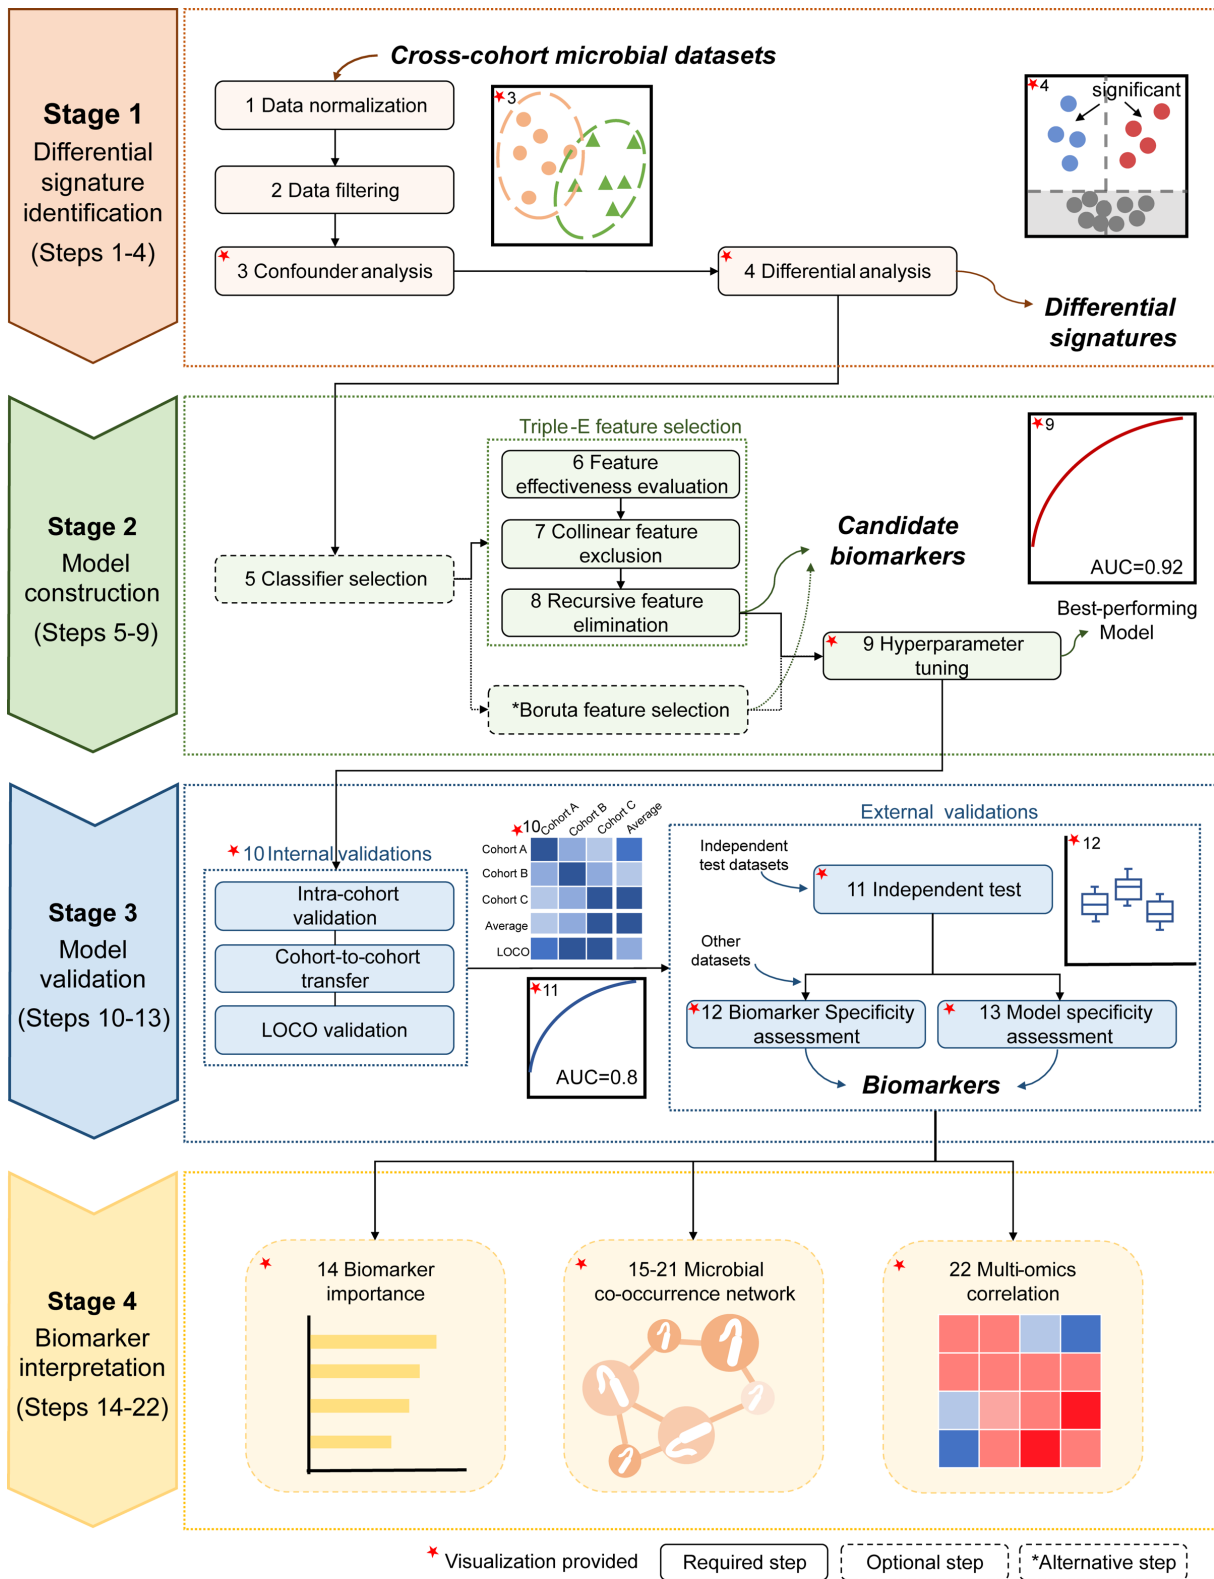 Stage 1
Differential
signature
identification
(Steps 1-4)
Cross-cohort microbial datasets
1 Data normalization
2 Data filtering
3 Confounder analysis
3
4
significant
4 Differential analysis
Differential
signatures
Stage 2
Model
construction
(Steps 5-9)
5 Classifier selection
Triple-E feature selection
6 Feature
effectiveness evaluation
7 Collinear feature
exclusion
8 Recursive feature
elimination
*Boruta feature selection
Candidate
biomarkers
9
AUC=0.92
Best-performing
Model
9 Hyperparameter
tuning
Stage 3
Model
validation
(Steps 10-13)
10 Internal validations
Intra-cohort
validation
Cohort-to-cohort
transfer
LOCO validation
10
Cohort A
Cohort B
Cohort C
Average
Cohort A
Cohort B
Cohort C
Average
LOCO
11
AUC=0.8
External validations
Independent
test datasets
11 Independent test
12
Other
datasets
12 Biomarker Specificity
assessment
13 Model specificity
assessment
Biomarkers
Stage 4
Biomarker
interpretation
(Steps 14-22)
14 Biomarker
importance
15-21 Microbial
co-occurrence network
22 Multi-omics
correlation
Visualization provided
Required step
Optional step
*Alternative step